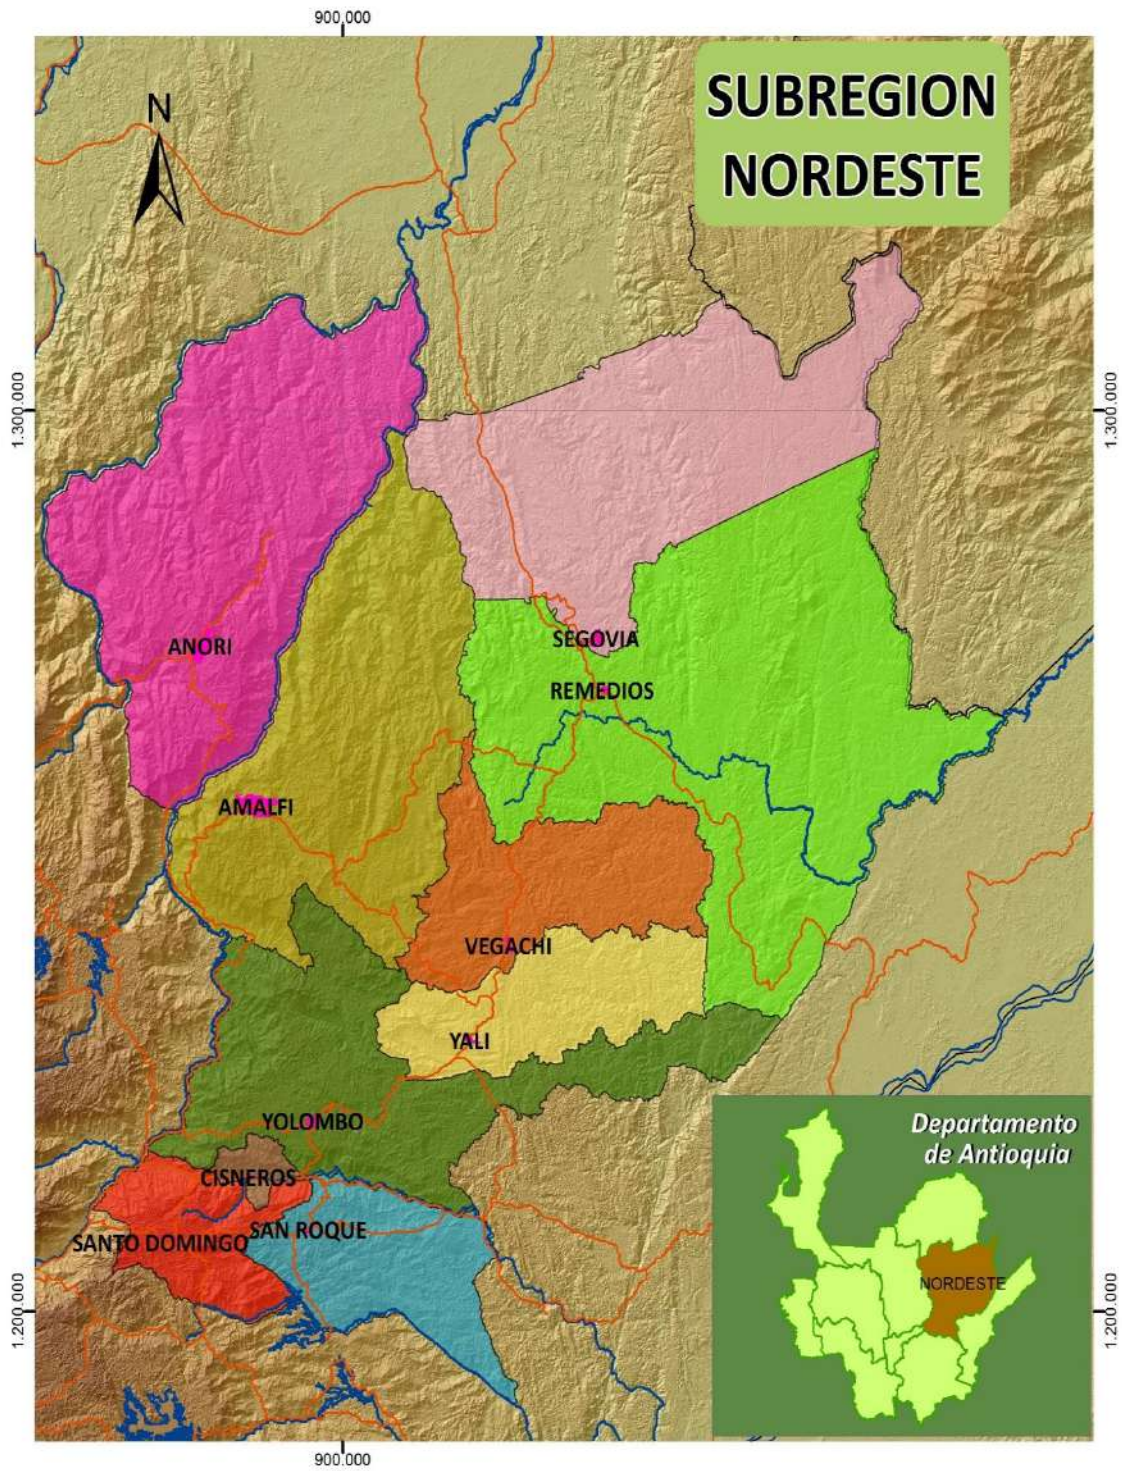 900.000
SUBREGION
NORDESTE
N
1.300.000
1.300.000
ANORI
SEGOVIA
REMEDIOS
AMALFI
VEGACHI
YALI
YOLOMBO
CISNEROS
SAN ROQUE
SANTO DOMINGO
Departamento
de Antioquia
NORDESTE
1.200.000
1.200.000
900.000